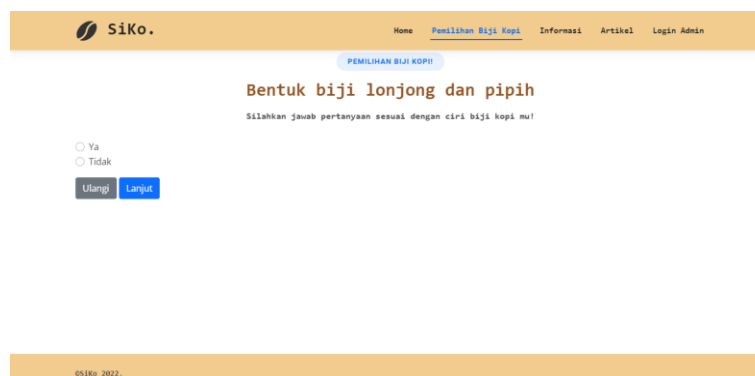 SiKo.
Home Pemilihan Biji Kopi Informasi Artikel Login Admin
PEMILIHAN BIJI KOPI!
Bentuk biji lonjong dan pipih
Silahkan jawab pertanyaan sesuai dengan ciri biji kopi mu!
Ya
Tidak
Ulangi Lanjut
©SiKo 2022.